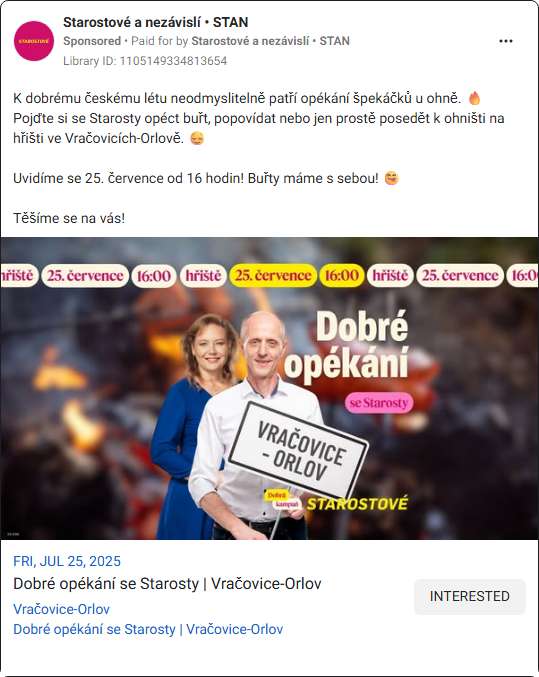 Starostové a nezávislí • STAN
Sponsored • Paid for by Starostové a nezávislí • STAN
Library ID: 1105149334813654
K dobrému českému létu neodmyslitelně patří opékání špekáčků u ohně. 🔥
Pojďte si se Starosty opéct buřt, popovídat nebo jen prostě posedět k ohništi na
hřišti ve Vračovicích-Orlově. 😌
Uvidíme se 25. července od 16 hodin! Buřty máme s sebou! 😋
Těšíme se na vás!
hřiště 25. července 16:00 hřiště 25. července 16:00 hřiště 25. července 16:0
Dobré
opékání
se Starosty
VRAČOVICE
- ORLOV
Dobrá
kampaň
STAROSTOVÉ
FRI, JUL 25, 2025
Dobré opékání se Starosty | Vračovice-Orlov
INTERESTED
Vračovice-Orlov
Dobré opékání se Starosty | Vračovice-Orlov